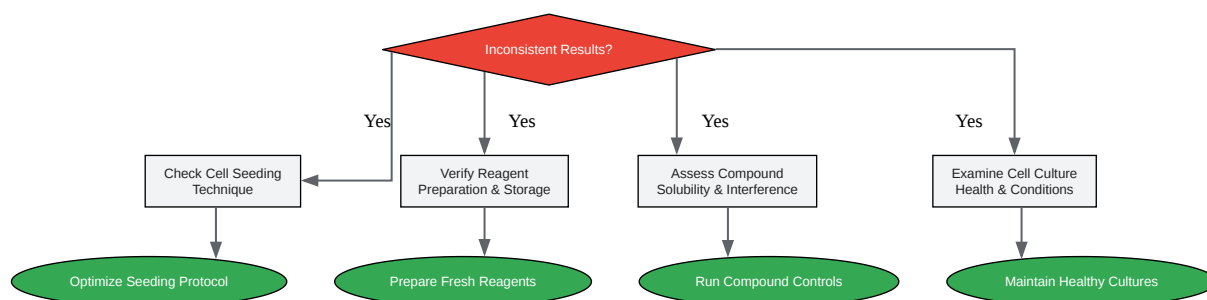 Inconsistent Results?
Yes
Yes
Yes
Yes
Check Cell Seeding
Technique
Verify Reagent
Preparation & Storage
Assess Compound
Solubility & Interference
Examine Cell Culture
Health & Conditions
Optimize Seeding Protocol
Prepare Fresh Reagents
Run Compound Controls
Maintain Healthy Cultures